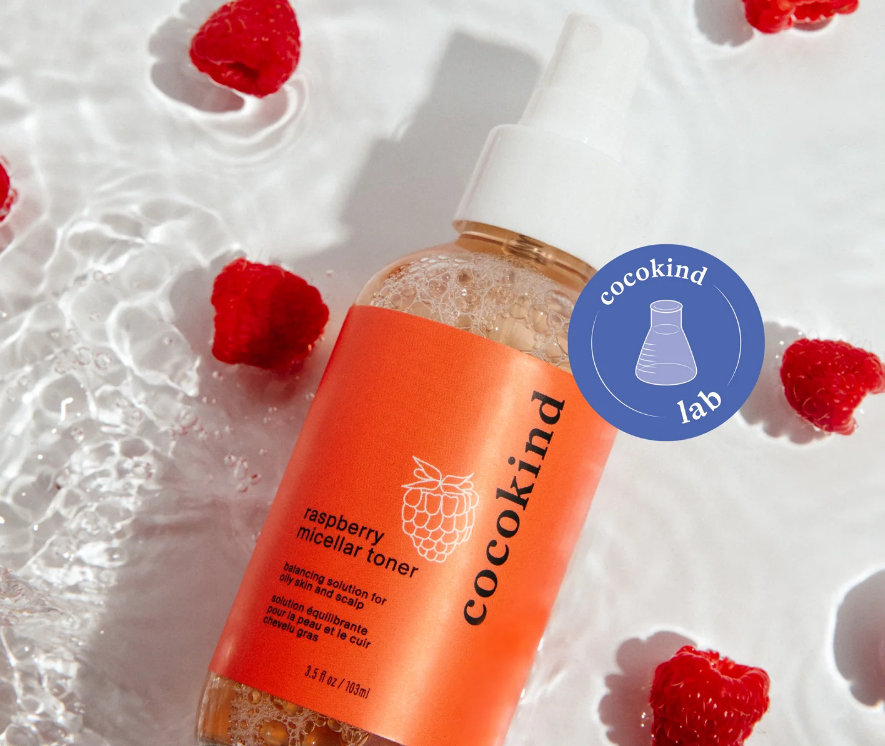 cocokind
lab
cocokind
raspberry
micellar toner
balancing solution for
oily skin and scalp
solution équilibrante
pour la peau et le cuir
chevelu gras
3.5 fl oz / 103ml